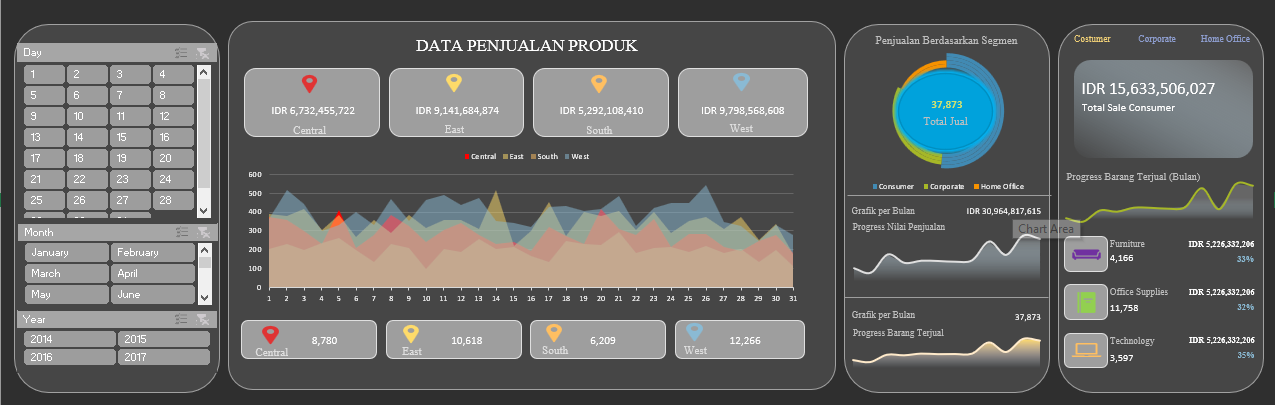 Day
1 2 3 4
5 6 7 8
9 10 11 12
13 14 15 16
17 18 19 20
21 22 23 24
25 26 27 28
Month
January February
March April
May June
Year
2014 2015
2016 2017
DATA PENJUALAN PRODUK
IDR 6,732,455,722
Central
IDR 9,141,684,874
East
IDR 5,292,108,410
South
IDR 9,798,568,608
West
Central East South West
600
500
400
300
200
100
0
1 2 3 4 5 6 7 8 9 10 11 12 13 14 15 16 17 18 19 20 21 22 23 24 25 26 27 28 29 30 31
Central 8,780
East 10,618
South 6,209
West 12,266
Penjualan Berdasarkan Segmen
37,873
Total Jual
Consumer Corporate Home Office
Grafik per Bulan IDR 30,964,817,615
Progress Nilai Penjualan
Chart Area
Grafik per Bulan 37,873
Progress Barang Terjual
Costumer Corporate Home Office
IDR 15,633,506,027
Total Sale Consumer
Progress Barang Terjual (Bulan)
Furniture IDR 5,226,332,206
4,166 33%
Office Supplies IDR 5,226,332,206
11,758 32%
Technology IDR 5,226,332,206
3,597 35%